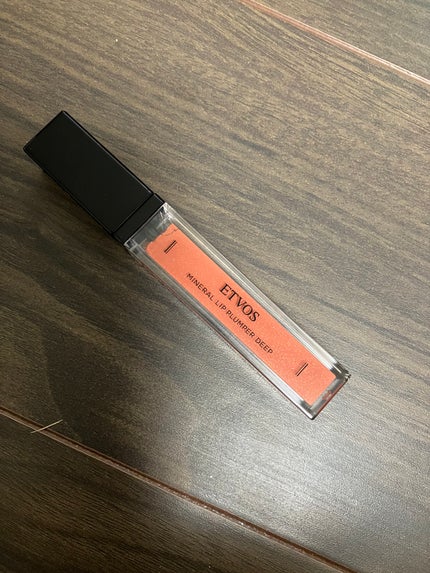 ETVOS
MINERAL LIP PLUMPER DEEP